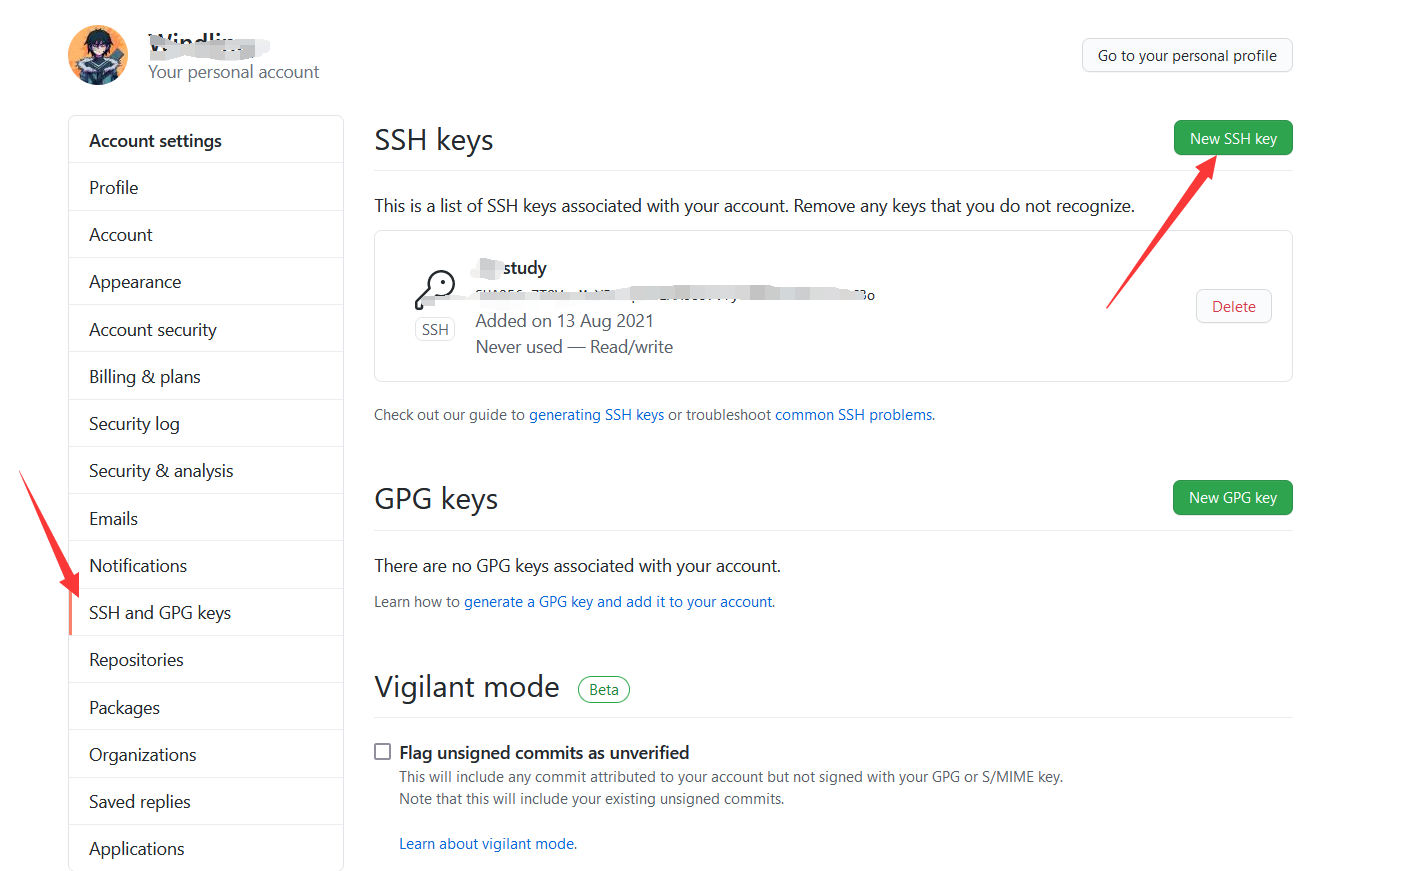 Your personal account
Go to your personal profile
Account settings
Profile
Account
Appearance
Account security
Billing & plans
Security log
Security & analysis
Emails
Notifications
SSH and GPG keys
Repositories
Packages
Organizations
Saved replies
Applications
SSH keys
New SSH key
This is a list of SSH keys associated with your account. Remove any keys that you do not recognize.
study
SSH
Added on 13 Aug 2021
Never used — Read/write
Delete
Check out our guide to generating SSH keys or troubleshoot common SSH problems.
GPG keys
New GPG key
There are no GPG keys associated with your account.
Learn how to generate a GPG key and add it to your account.
Vigilant mode
Beta
Flag unsigned commits as unverified
This will include any commit attributed to your account but not signed with your GPG or S/MIME key.
Note that this will include your existing unsigned commits.
Learn about vigilant mode.